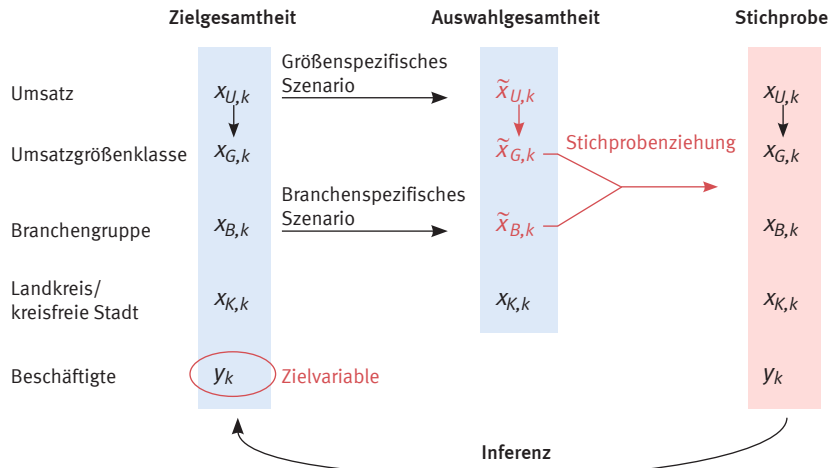 Zielgesamtheit Auswahlgesamtheit Stichprobe
Größenspezifisches
Szenario
Umsatz x_{U,k} x̃_{U,k} x_{U,k}
Umsatzgrößenklasse x_{G,k} x̃_{G,k} Stichprobenziehung x_{G,k}
Branchenspezifisches
Szenario
Branchengruppe x_{B,k} x̃_{B,k} x_{B,k}
Landkreis/
kreisfreie Stadt x_{K,k} x_{K,k} x_{K,k}
Beschäftigte y_k Zielvariable y_k
Inferenz